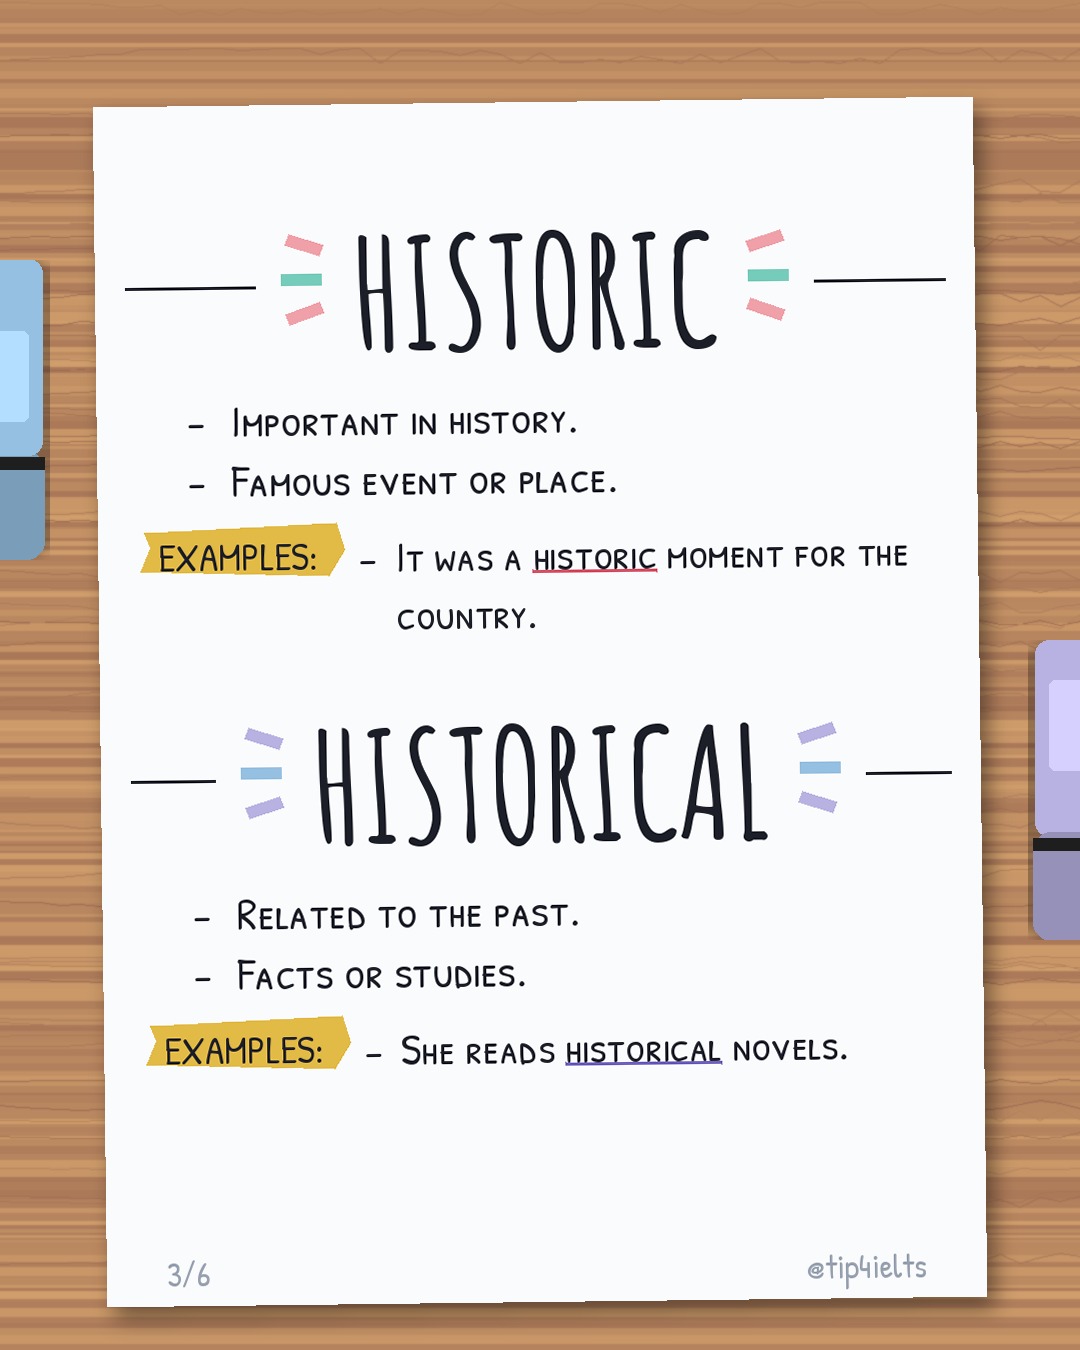 HISTORIC
- Important in history.
- Famous event or place.
EXAMPLES: - It was a historic moment for the
country.
HISTORICAL
- Related to the past.
- Facts or studies.
EXAMPLES: - She reads historical novels.
3/6 @tip4ielts